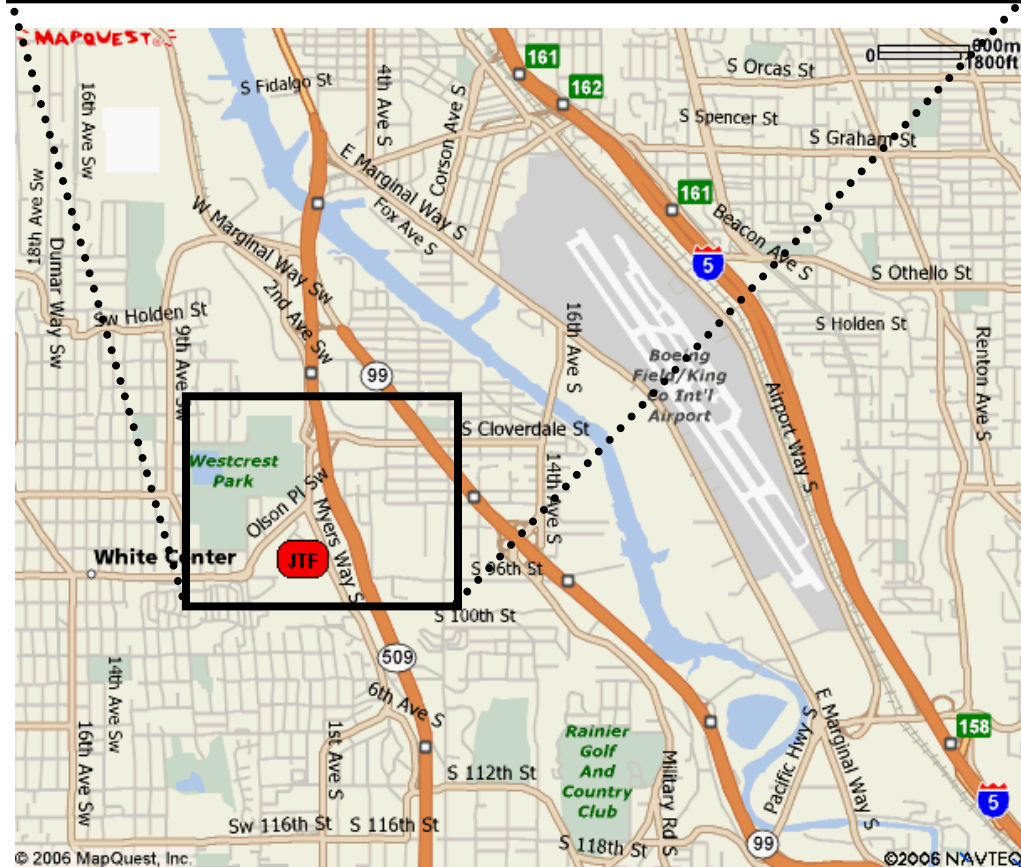 MAPQUEST
600m
0
1800ft
161
162
S Orcas St
S Fidalgo St
4th Ave S
16th Ave Sw
Corson Ave S
S Spencer St
S Graham St
E Marginal Way S
18th Ave Sw
161
Fox Ave S
W Marginal Way Sw
Beacon Ave S
5
S Othello St
Dumar Way Sw
2nd Ave Sw
Sw Holden St
S Holden St
16th Ave S
9th Ave Sw
Renton Ave S
99
Boeing
Field/King
Co Int'l
Airport
Airport Way S
S Cloverdale St
Westcrest
Park
14th Ave S
Olson Pl Sw
Myers Way S
White Center
JTF
S 96th St
S 100th St
509
14th Ave Sw
6th Ave S
E Marginal Way S
16th Ave Sw
1st Ave S
Rainier
Golf
And
Country
Club
Military Rd S
Pacific Hwy S
158
S 112th St
5
Sw 116th St
S 116th St
S 118th St
99
© 2006 MapQuest, Inc.
©2006 NAVTEQ